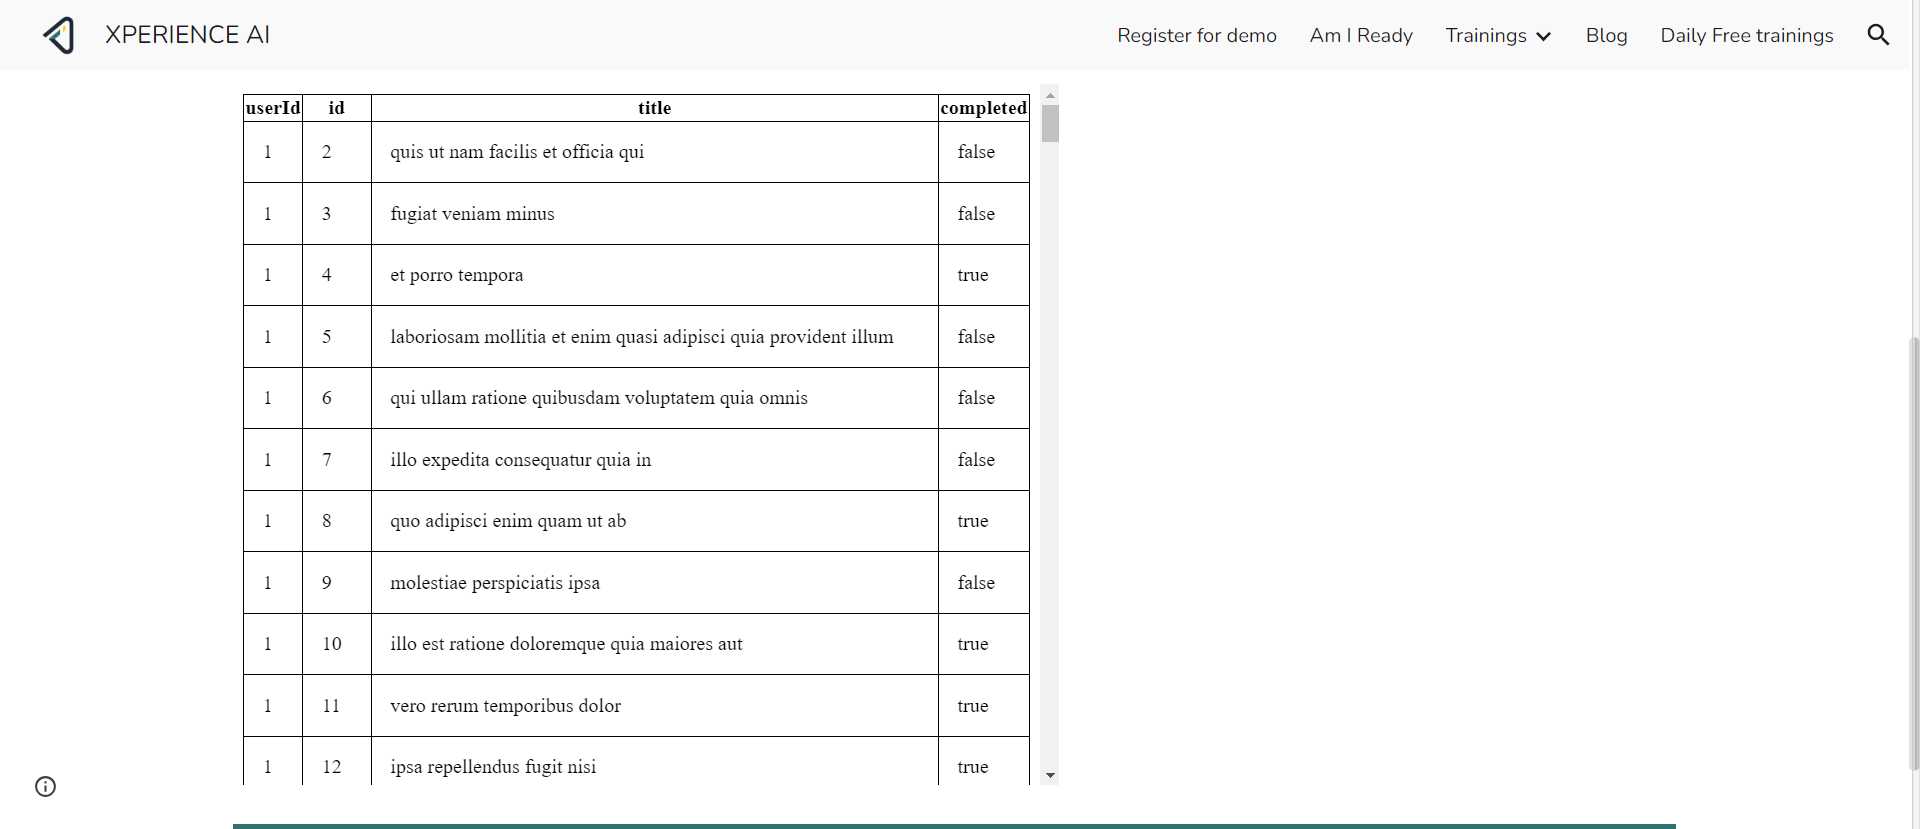 XPERIENCE AI
Register for demo Am I Ready Trainings Blog Daily Free trainings
userId id title completed
1 2 quis ut nam facilis et officia qui false
1 3 fugiat veniam minus false
1 4 et porro tempora true
1 5 laboriosam mollitia et enim quasi adipisci quia provident illum false
1 6 qui ullam ratione quibusdam voluptatem quia omnis false
1 7 illo expedita consequatur quia in false
1 8 quo adipisci enim quam ut ab true
1 9 molestiae perspiciatis ipsa false
1 10 illo est ratione doloremque quia maiores aut true
1 11 vero rerum temporibus dolor true
1 12 ipsa repellendus fugit nisi true